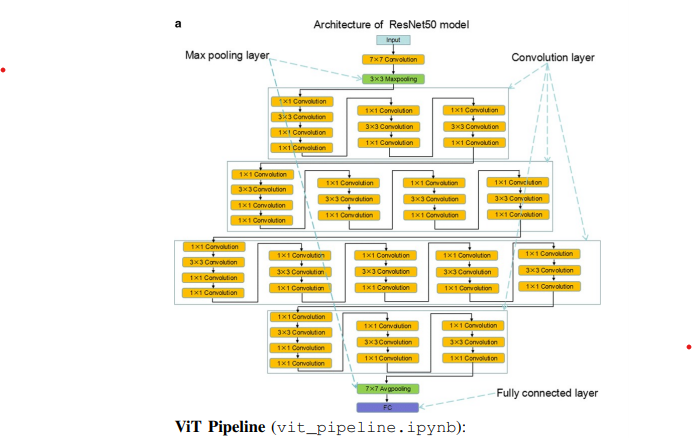 a
Architecture of ResNet50 model
Input
Max pooling layer
7×7 Convolution
Convolution layer
3×3 Maxpooling
1×1 Convolution
3×3 Convolution
1×1 Convolution
1×1 Convolution
1×1 Convolution
3×3 Convolution
1×1 Convolution
1×1 Convolution
3×3 Convolution
1×1 Convolution
1×1 Convolution
3×3 Convolution
1×1 Convolution
1×1 Convolution
1×1 Convolution
3×3 Convolution
1×1 Convolution
1×1 Convolution
3×3 Convolution
1×1 Convolution
1×1 Convolution
3×3 Convolution
1×1 Convolution
1×1 Convolution
3×3 Convolution
1×1 Convolution
1×1 Convolution
1×1 Convolution
3×3 Convolution
1×1 Convolution
1×1 Convolution
3×3 Convolution
1×1 Convolution
1×1 Convolution
3×3 Convolution
1×1 Convolution
1×1 Convolution
3×3 Convolution
1×1 Convolution
1×1 Convolution
3×3 Convolution
1×1 Convolution
1×1 Convolution
1×1 Convolution
3×3 Convolution
1×1 Convolution
1×1 Convolution
3×3 Convolution
1×1 Convolution
7×7 Avgpooling
Fully connected layer
FC
ViT Pipeline (vit_pipeline.ipynb):